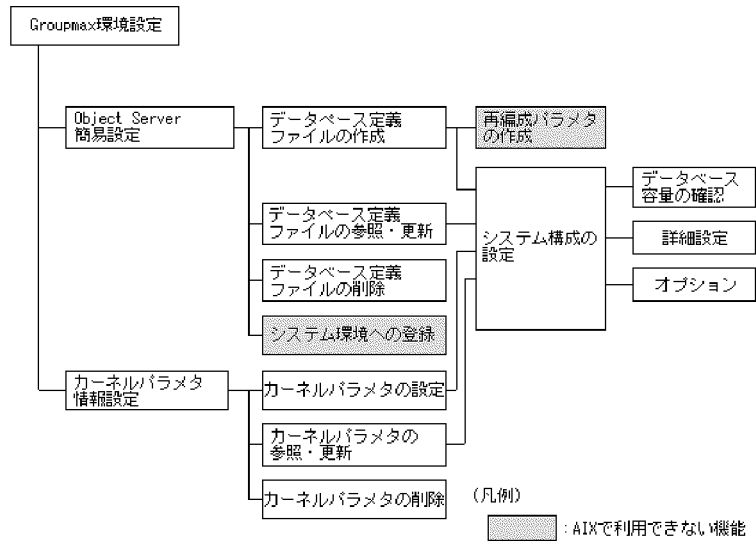 Groupmax環境設定
Object Server
簡易設定
データベース定義
ファイルの作成
再編成パラメタ
の作成
データベース
容量の確認
データベース定義
ファイルの参照・更新
システム構成の
設定
詳細設定
データベース定義
ファイルの削除
オプション
システム環境への登録
カーネルパラメタ
情報設定
カーネルパラメタの設定
カーネルパラメタの
参照・更新
カーネルパラメタの削除
(凡例)
:AIXで利用できない機能